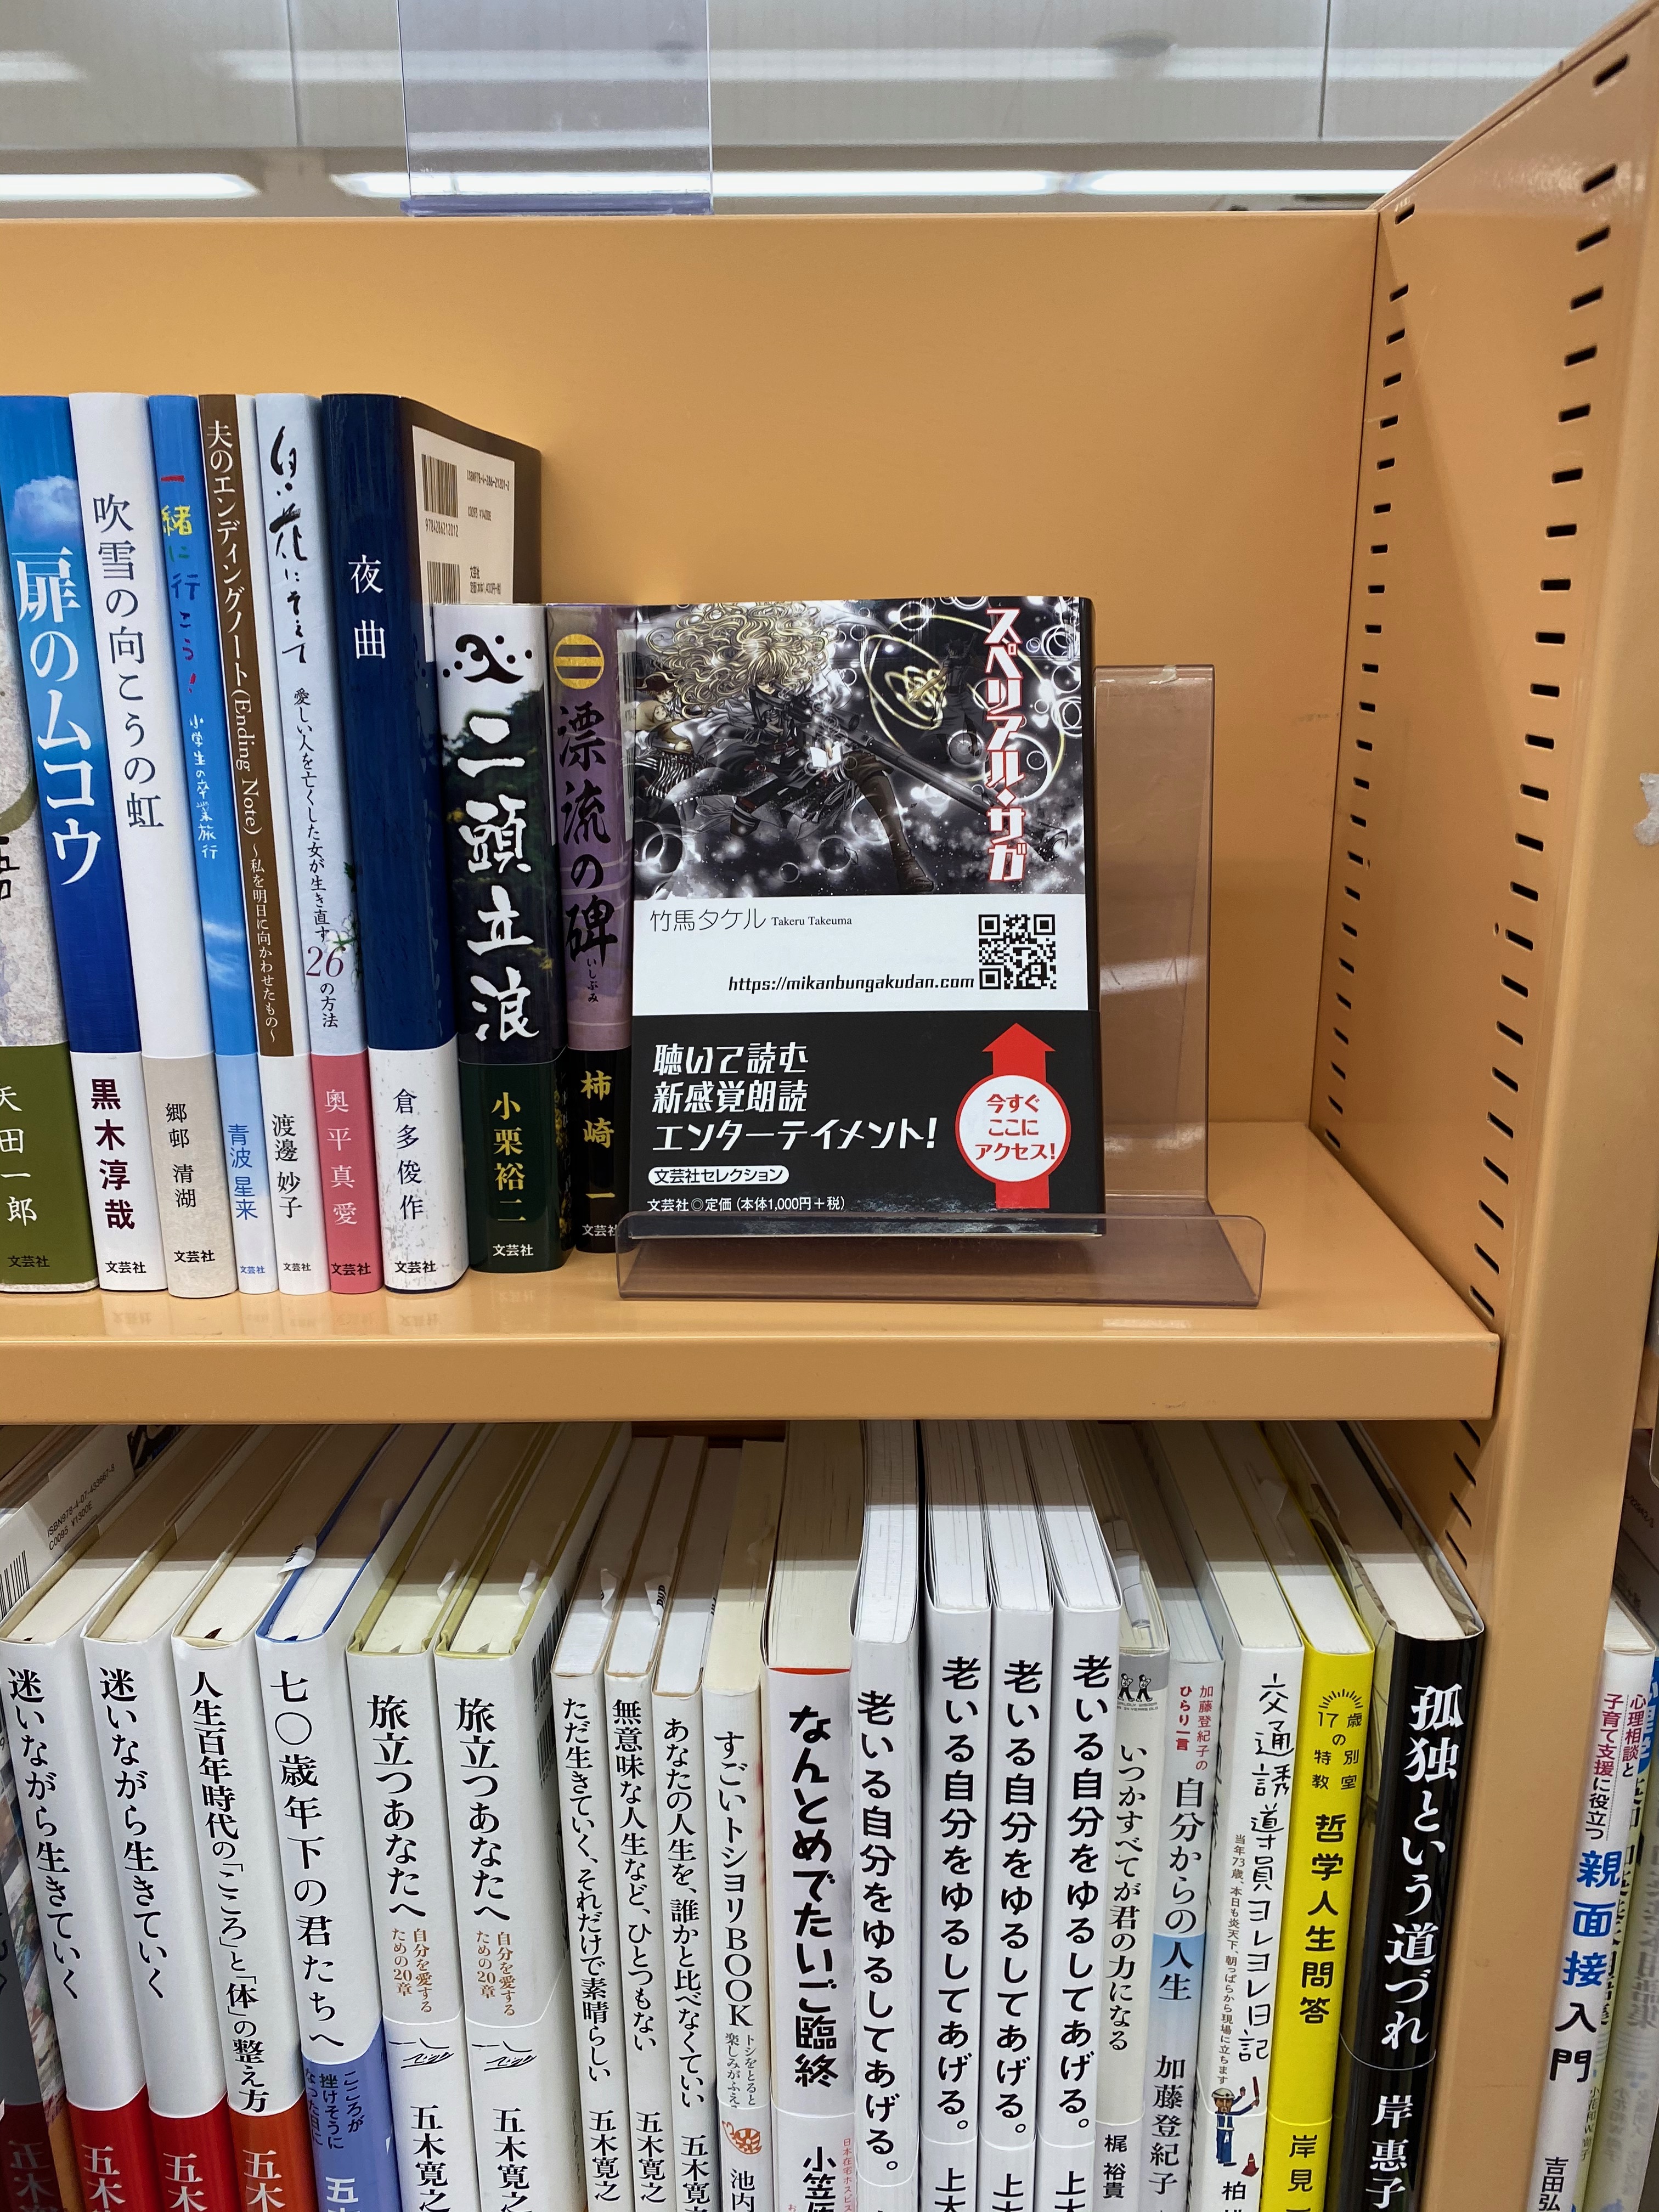 扉のムコウ
黒木淳哉
文芸社
吹雪の向こうの虹
郷邨 清湖
文芸社
一緒に行こう!
小学生の卒業旅行
青波 星来
文芸社
夫のエンディングノート(Ending Note)
~私を明日に向かわせたもの~
渡邊 妙子
文芸社
白い花にそえて
愛しい人を亡くした女が生き直す26の方法
奥平 真愛
文芸社
夜曲
倉多 俊作
文芸社
二頭立浪
小栗裕二
文芸社
二
漂流の碑
いしぶみ
柿崎 一
文芸社
スペリアル・サガ
竹馬タケル Takeru Takeuma
https://mikanbungakudan.com
聴いて読む
新感覚朗読
エンターテイメント!
今すぐ
ここに
アクセス!
文芸社セレクション
文芸社◎定価(本体1,000円+税)
田一郎
文芸社
迷いながら生きていく
五木
迷いながら生きていく
五木
人生百年時代の「こころ」と「体」の整え方
五木
七〇歳年下の君たちへ
こころが
挫けそうに
なった日に
五木
旅立つあなたへ
自分を愛する
ための20章
五木寛之
旅立つあなたへ
自分を愛する
ための20章
五木寛之
ただ生きていく、それだけで素晴らしい
五木寛之
無意味な人生など、ひとつもない
五木寛之
あなたの人生を、誰かと比べなくていい
五木寛之
すごいトシヨリBOOK
トシをとると
楽しみがふえ
池内
なんとめでたいご臨終
小笠原
老いる自分をゆるしてあげる。
老いる自分をゆるしてあげる。
上大
老いる自分をゆるしてあげる。
上大
老いる自分をゆるしてあげる。
上大
いつかすべてが君の力になる
梶 裕貴
加藤登紀子の
ひらり一言
自分からの人生
加藤登紀子
交通誘導員ヨレヨレ日記
当年73歳、本日も炎天下、朝っぱらから現場に立ちます
柏
17歳
の
特別
教室
哲学人生問答
岸見一
孤独という道づれ
岸惠子
心理相談と
子育て支援に役立つ
親面接入門
吉田弘